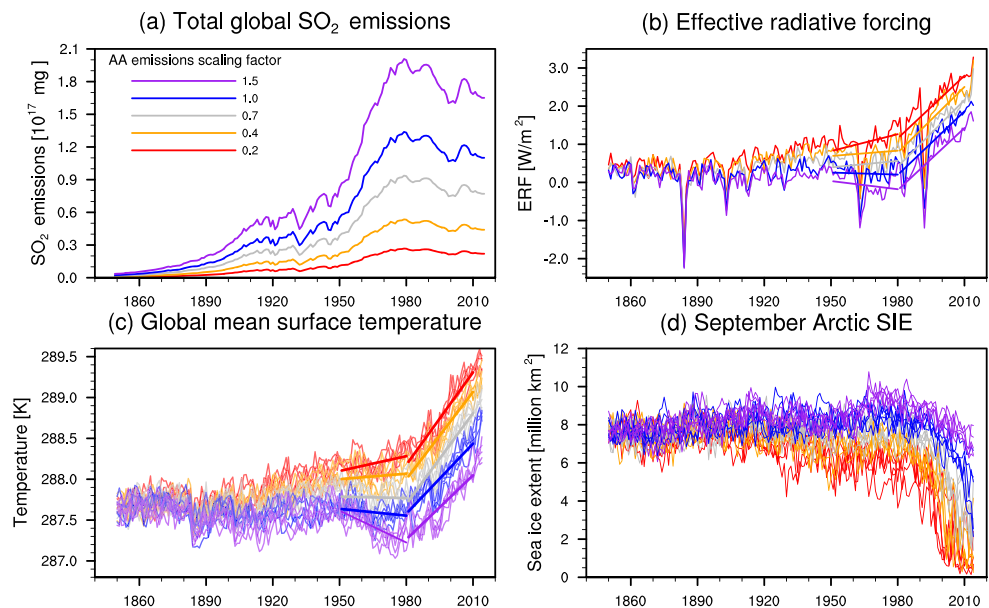 (a) Total global SO2 emissions
SO2 emissions [10^17 mg]
2.1
1.8
1.5
1.2
0.9
0.6
0.3
0.0
AA emissions scaling factor
1.5
1.0
0.7
0.4
0.2
1860 1890 1920 1950 1980 2010
(b) Effective radiative forcing
ERF [W/m^2]
3.0
2.0
1.0
0.0
-1.0
-2.0
1860 1890 1920 1950 1980 2010
(c) Global mean surface temperature
Temperature [K]
289.5
289.0
288.5
288.0
287.5
287.0
1860 1890 1920 1950 1980 2010
(d) September Arctic SIE
Sea ice extent [million km^2]
12
10
8
6
4
2
0
1860 1890 1920 1950 1980 2010